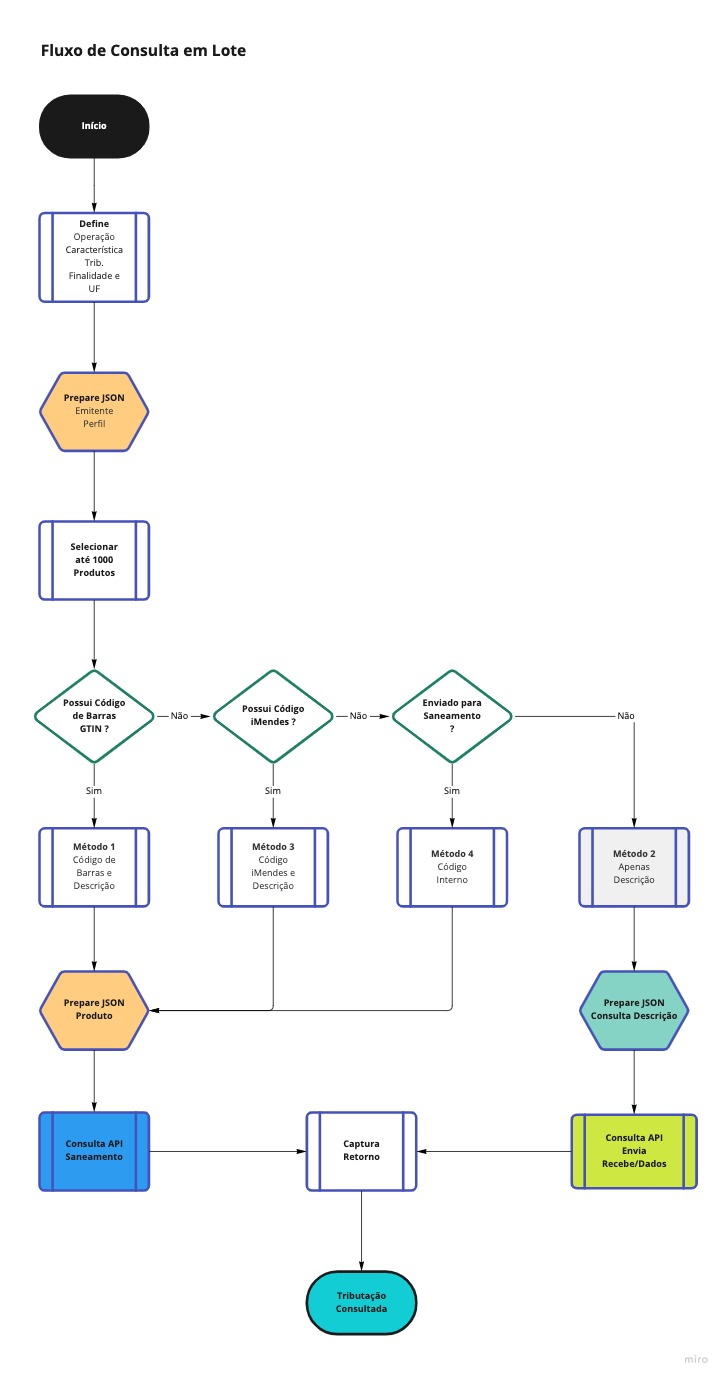 Fluxo de Consulta em Lote
Início
Define
Operação
Característica
Trib.
Finalidade e
UF
Prepare JSON
Emitente
Perfil
Selecionar
até 1000
Produtos
Possui Código
de Barras
GTIN ?
Não
Possui Código
iMendes ?
Não
Enviado para
Saneamento
?
Não
Sim
Sim
Sim
Método 1
Código de
Barras e
Descrição
Método 3
Código
iMendes e
Descrição
Método 4
Código
Interno
Método 2
Apenas
Descrição
Prepare JSON
Produto
Prepare JSON
Consulta Descrição
Consulta API
Saneamento
Captura
Retorno
Consulta API
Envia
Recebe/Dados
Tributação
Consultada
miro